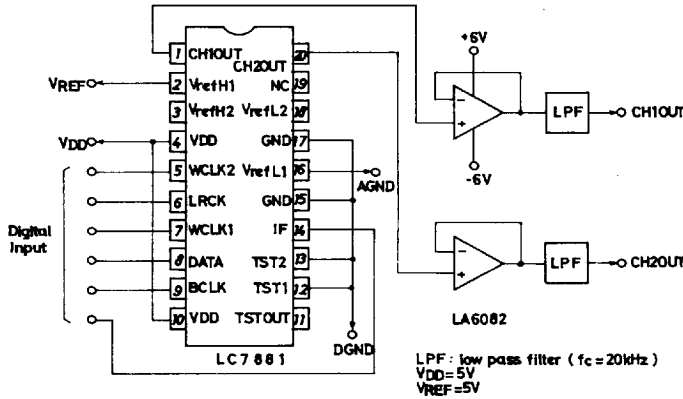 +6V
1 CH1OUT CH2OUT 20
VREF 2 VrefH1 NC 19
LPF CH1OUT
3 VrefH2 VrefL2 18
VDD 4 VDD GND 17
-6V
5 WCLK2 VrefL1 16
AGND
6 LRCK GND 15
Digital Input
7 WCLK1 IF 14
8 DATA TST2 13
LPF CH2OUT
9 BCLK TST1 12
10 VDD TSTOUT 11
LA6082
DGND
LC7881
LPF : low pass filter ( fc = 20kHz )
VDD=5V
VREF=5V